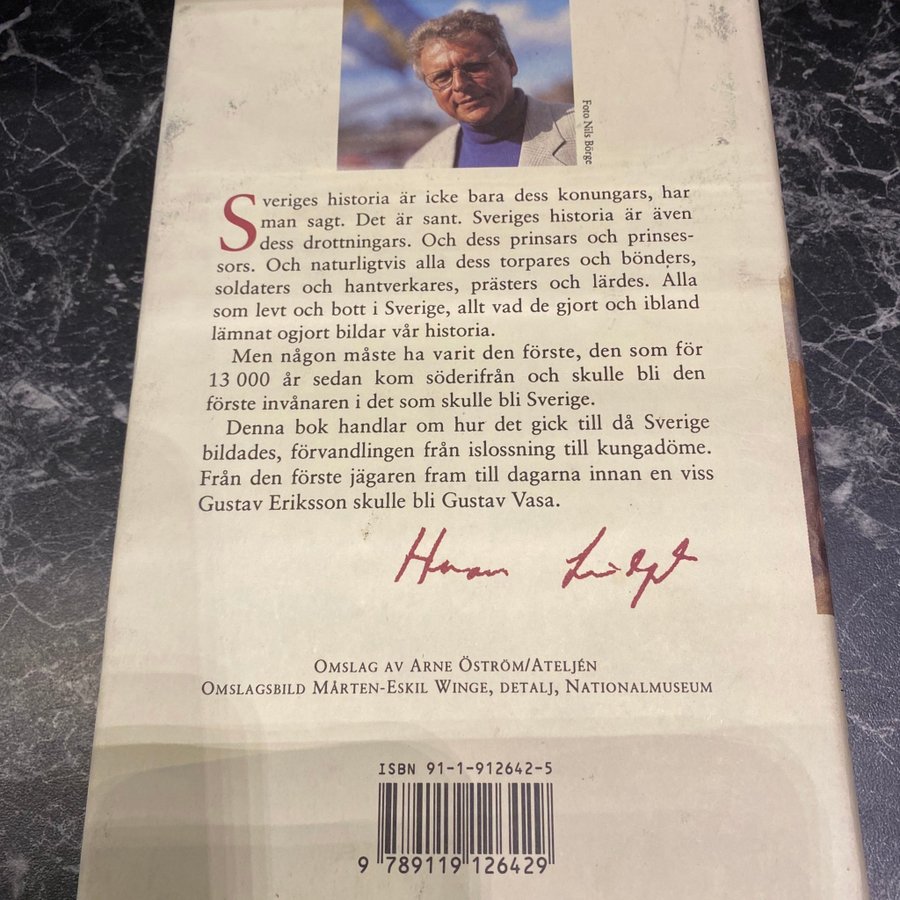 Foto Nils Börge
Sveriges historia är icke bara dess konungars, har
man sagt. Det är sant. Sveriges historia är även
dess drottningars. Och dess prinsars och prinses-
sors. Och naturligtvis alla dess torpares och bönders,
soldaters och hantverkares, prästers och lärdes. Alla
som levt och bott i Sverige, allt vad de gjort och ibland
lämnat ogjort bildar vår historia.
Men någon måste ha varit den förste, den som för
13 000 år sedan kom söderifrån och skulle bli den
förste invånaren i det som skulle bli Sverige.
Denna bok handlar om hur det gick till då Sverige
bildades, förvandlingen från islossning till kungadöme.
Från den förste jägaren fram till dagarna innan en viss
Gustav Eriksson skulle bli Gustav Vasa.
Omslag av Arne Öström/Ateljén
Omslagsbild Mårten-Eskil Winge, detalj, Nationalmuseum
ISBN 91-1-912642-5
9 789119 126429